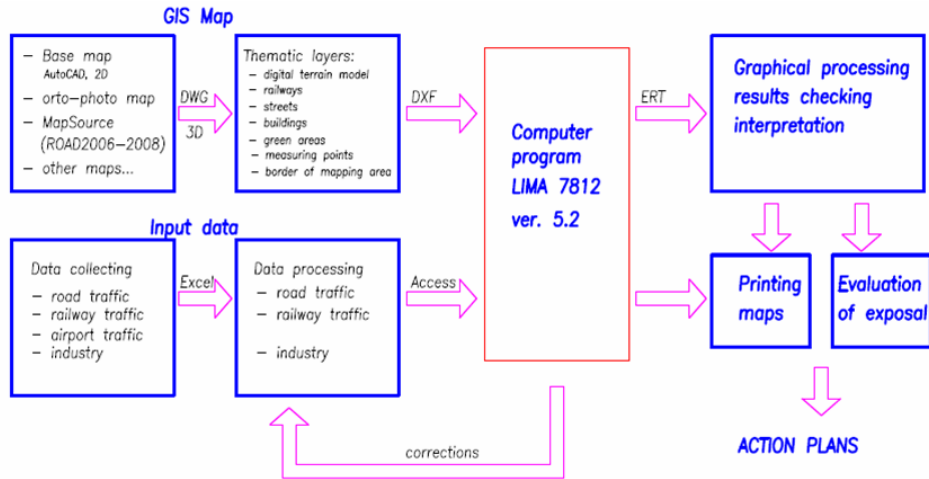 GIS Map
– Base map
AutoCAD, 2D
– orto-photo map
– MapSource
(ROAD2006–2008)
– other maps...
DWG
3D
Thematic layers:
– digital terrain model
– railways
– streets
– buildings
– green areas
– measuring points
– border of mapping area
DXF
Computer
program
LIMA 7812
ver. 5.2
ERT
Graphical processing
results checking
interpretation
Input data
Data collecting
– road traffic
– railway traffic
– airport traffic
– industry
Excel
Data processing
– road traffic
– railway traffic
– industry
Access
Printing
maps
Evaluation
of exposal
corrections
ACTION PLANS